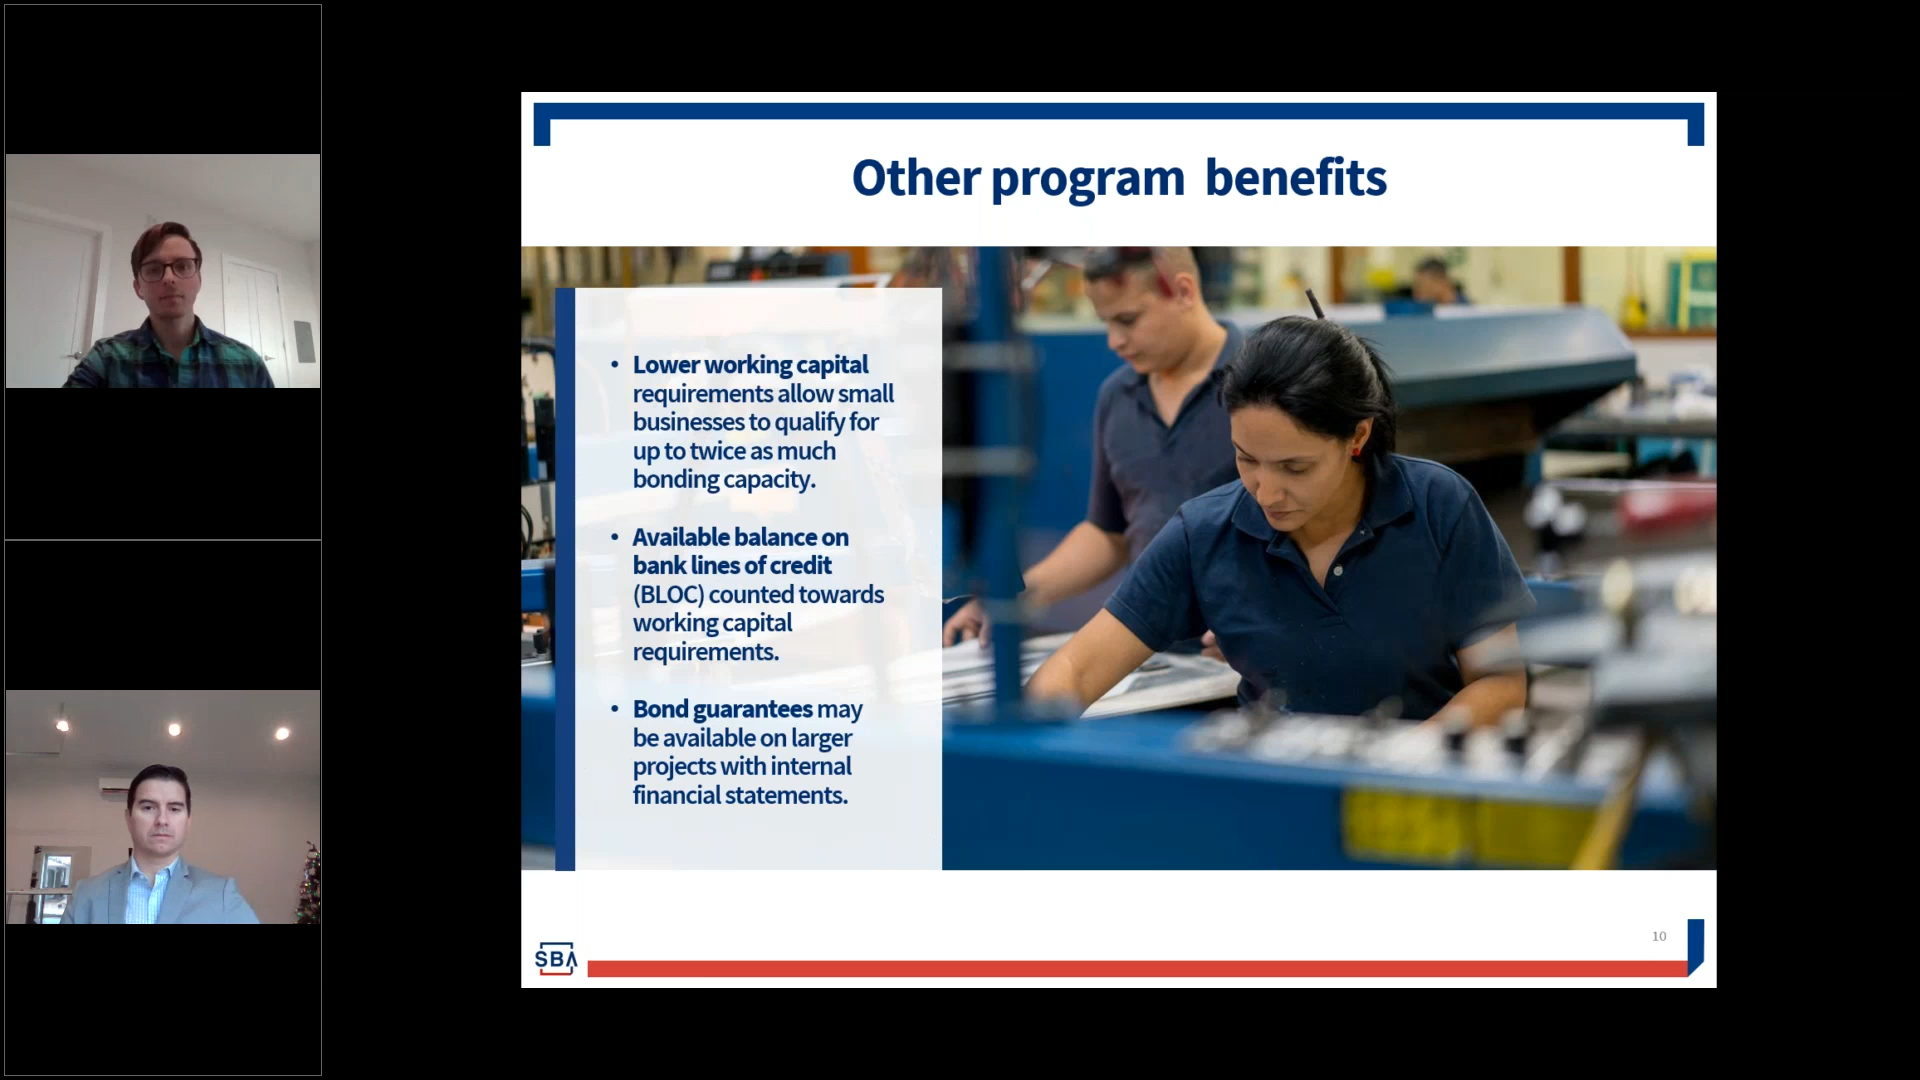 Other program benefits
• Lower working capital
requirements allow small
businesses to qualify for
up to twice as much
bonding capacity.
• Available balance on
bank lines of credit
(BLOC) counted towards
working capital
requirements.
• Bond guarantees may
be available on larger
projects with internal
financial statements.
10
SBA